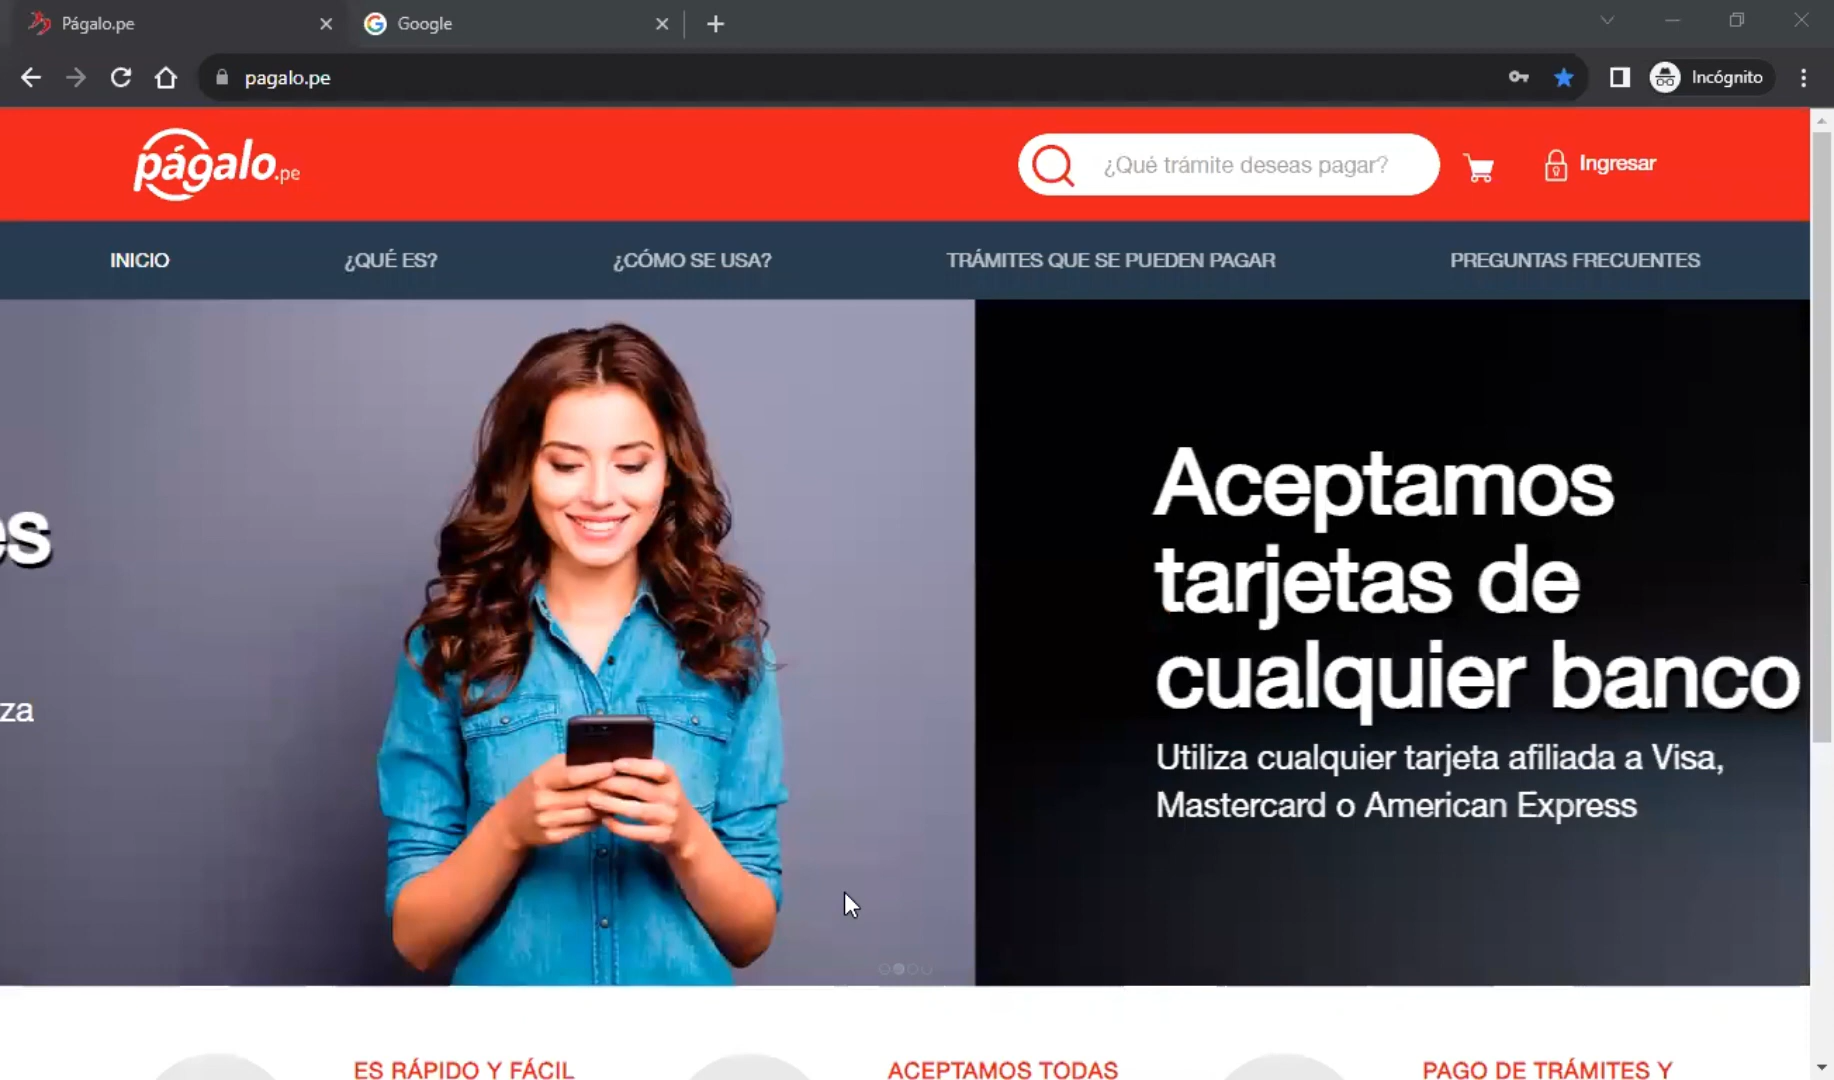 Págalo.pe
Google
pagalo.pe
Incógnito
págalo.pe
¿Qué trámite deseas pagar?
Ingresar
INICIO
¿QUÉ ES?
¿CÓMO SE USA?
TRÁMITES QUE SE PUEDEN PAGAR
PREGUNTAS FRECUENTES
es
za
Aceptamos
tarjetas de
cualquier banco
Utiliza cualquier tarjeta afiliada a Visa,
Mastercard o American Express
ES RÁPIDO Y FÁCIL
ACEPTAMOS TODAS
PAGO DE TRÁMITES Y